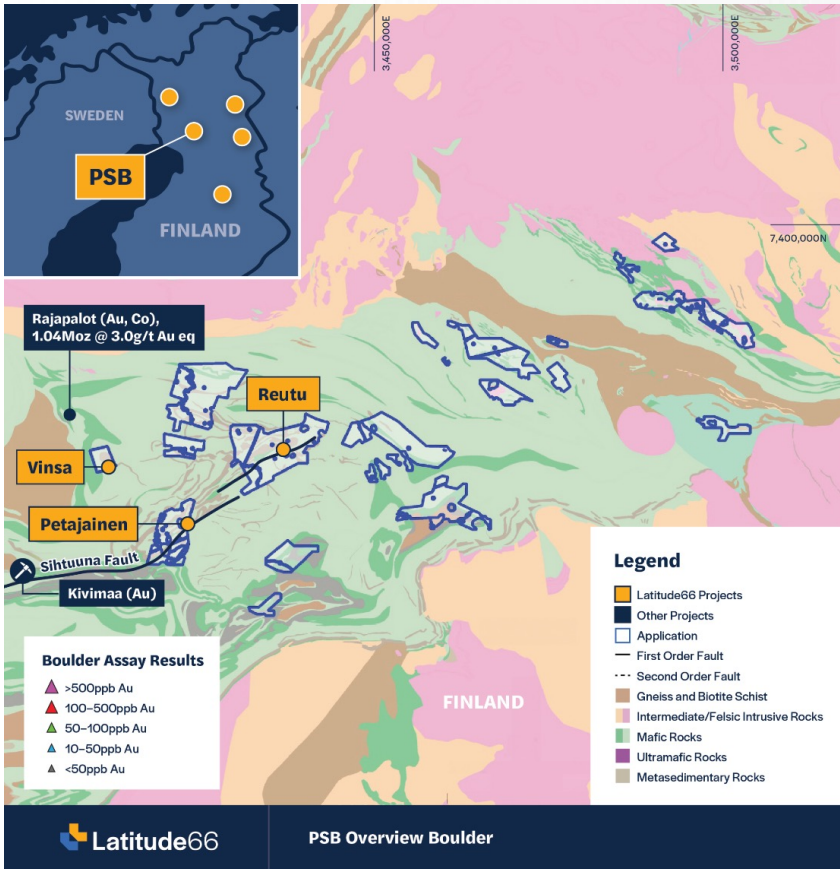 SWEDEN
PSB
FINLAND
3,450,000E
3,500,000E
7,400,000N
Rajapalot (Au, Co),
1.04Moz @ 3.0g/t Au eq
Reutu
Vinsa
Petajainen
Sihtuuna Fault
Kivimaa (Au)
FINLAND
Boulder Assay Results
>500ppb Au
100–500ppb Au
50–100ppb Au
10–50ppb Au
<50ppb Au
Legend
Latitude66 Projects
Other Projects
Application
First Order Fault
Second Order Fault
Gneiss and Biotite Schist
Intermediate/Felsic Intrusive Rocks
Mafic Rocks
Ultramafic Rocks
Metasedimentary Rocks
Latitude66
PSB Overview Boulder